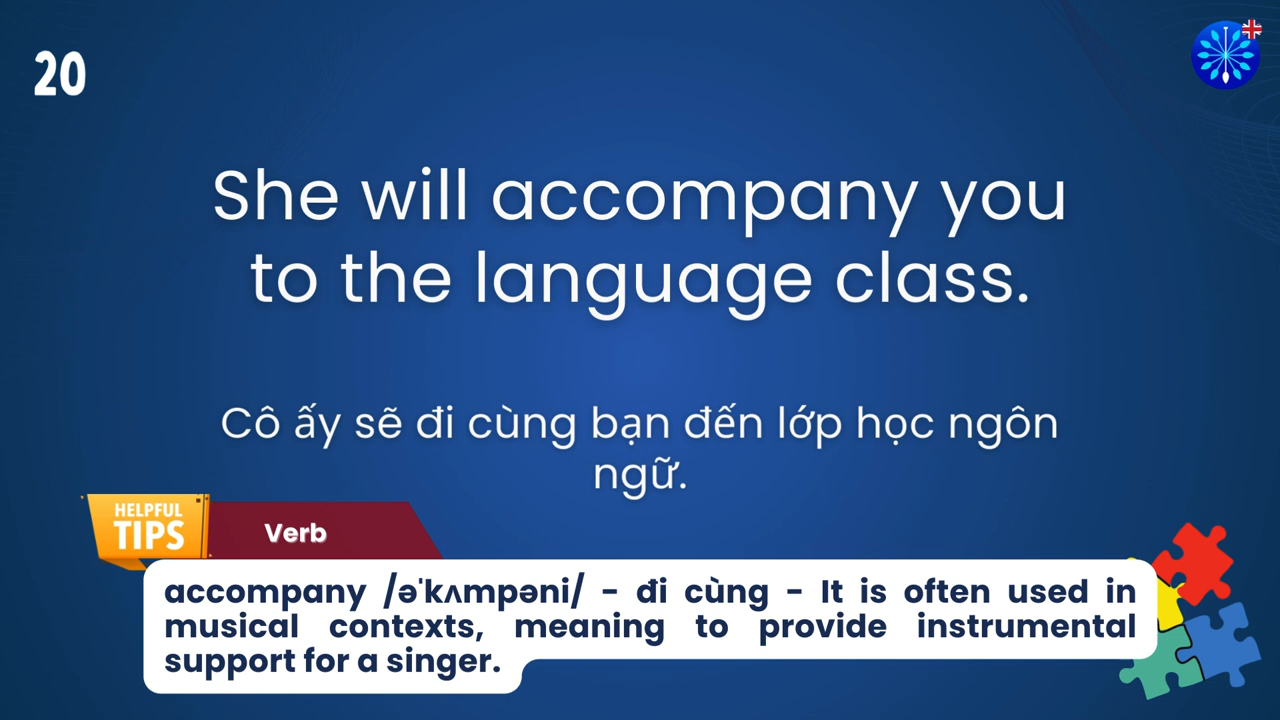 20
She will accompany you
to the language class.
Cô ấy sẽ đi cùng bạn đến lớp học ngôn
ngữ.
HELPFUL
TIPS
Verb
accompany /əˈkʌmpəni/ - đi cùng - It is often used in
musical contexts, meaning to provide instrumental
support for a singer.